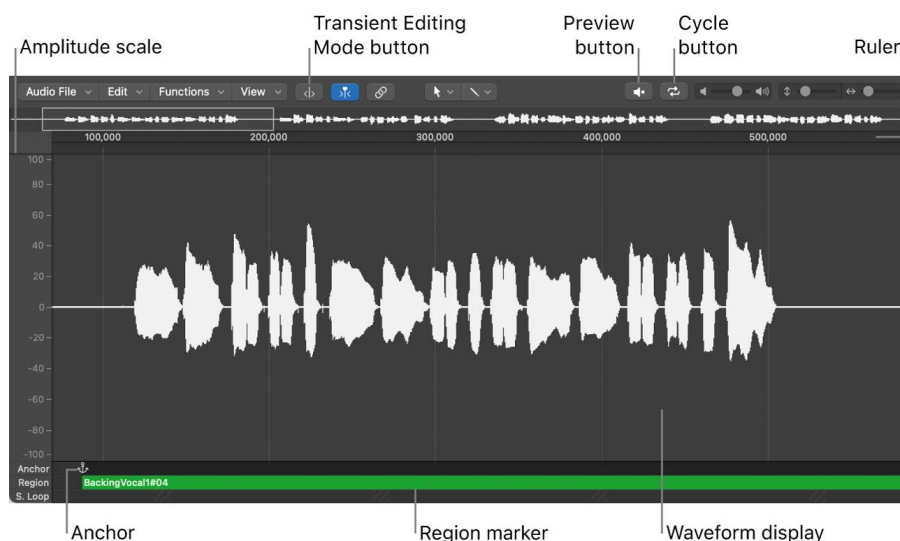 Transient Editing
Mode button
Preview
button
Cycle
button
Amplitude scale
Ruler
Audio File
Edit
Functions
View
100,000
200,000
300,000
400,000
500,000
100
80
60
40
20
0
-20
-40
-60
-80
-100
Anchor
Region
BackingVocal1#04
S. Loop
Anchor
Region marker
Waveform display